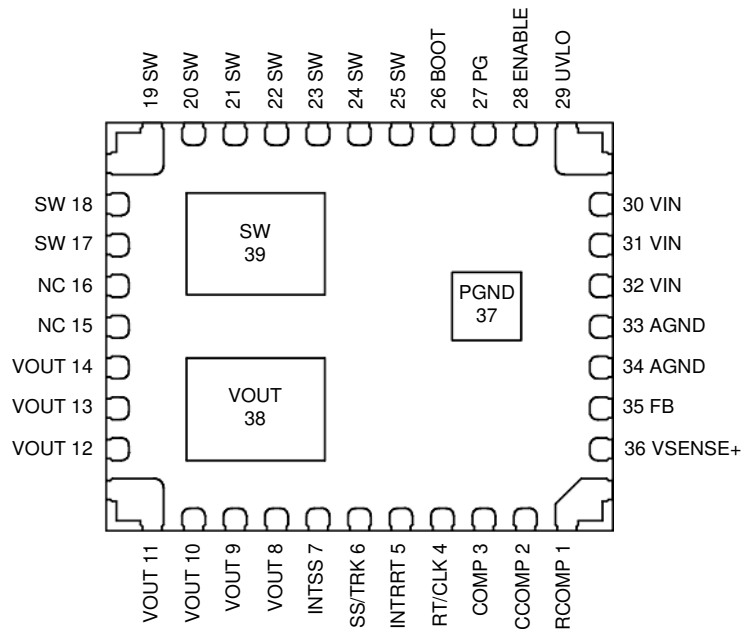 19 SW
20 SW
21 SW
22 SW
23 SW
24 SW
25 SW
26 BOOT
27 PG
28 ENABLE
29 UVLO
SW 18
SW 17
NC 16
NC 15
VOUT 14
VOUT 13
VOUT 12
SW
39
VOUT
38
PGND
37
30 VIN
31 VIN
32 VIN
33 AGND
34 AGND
35 FB
36 VSENSE+
VOUT 11
VOUT 10
VOUT 9
VOUT 8
INTSS 7
SS/TRK 6
INTRRT 5
RT/CLK 4
COMP 3
CCOMP 2
RCOMP 1